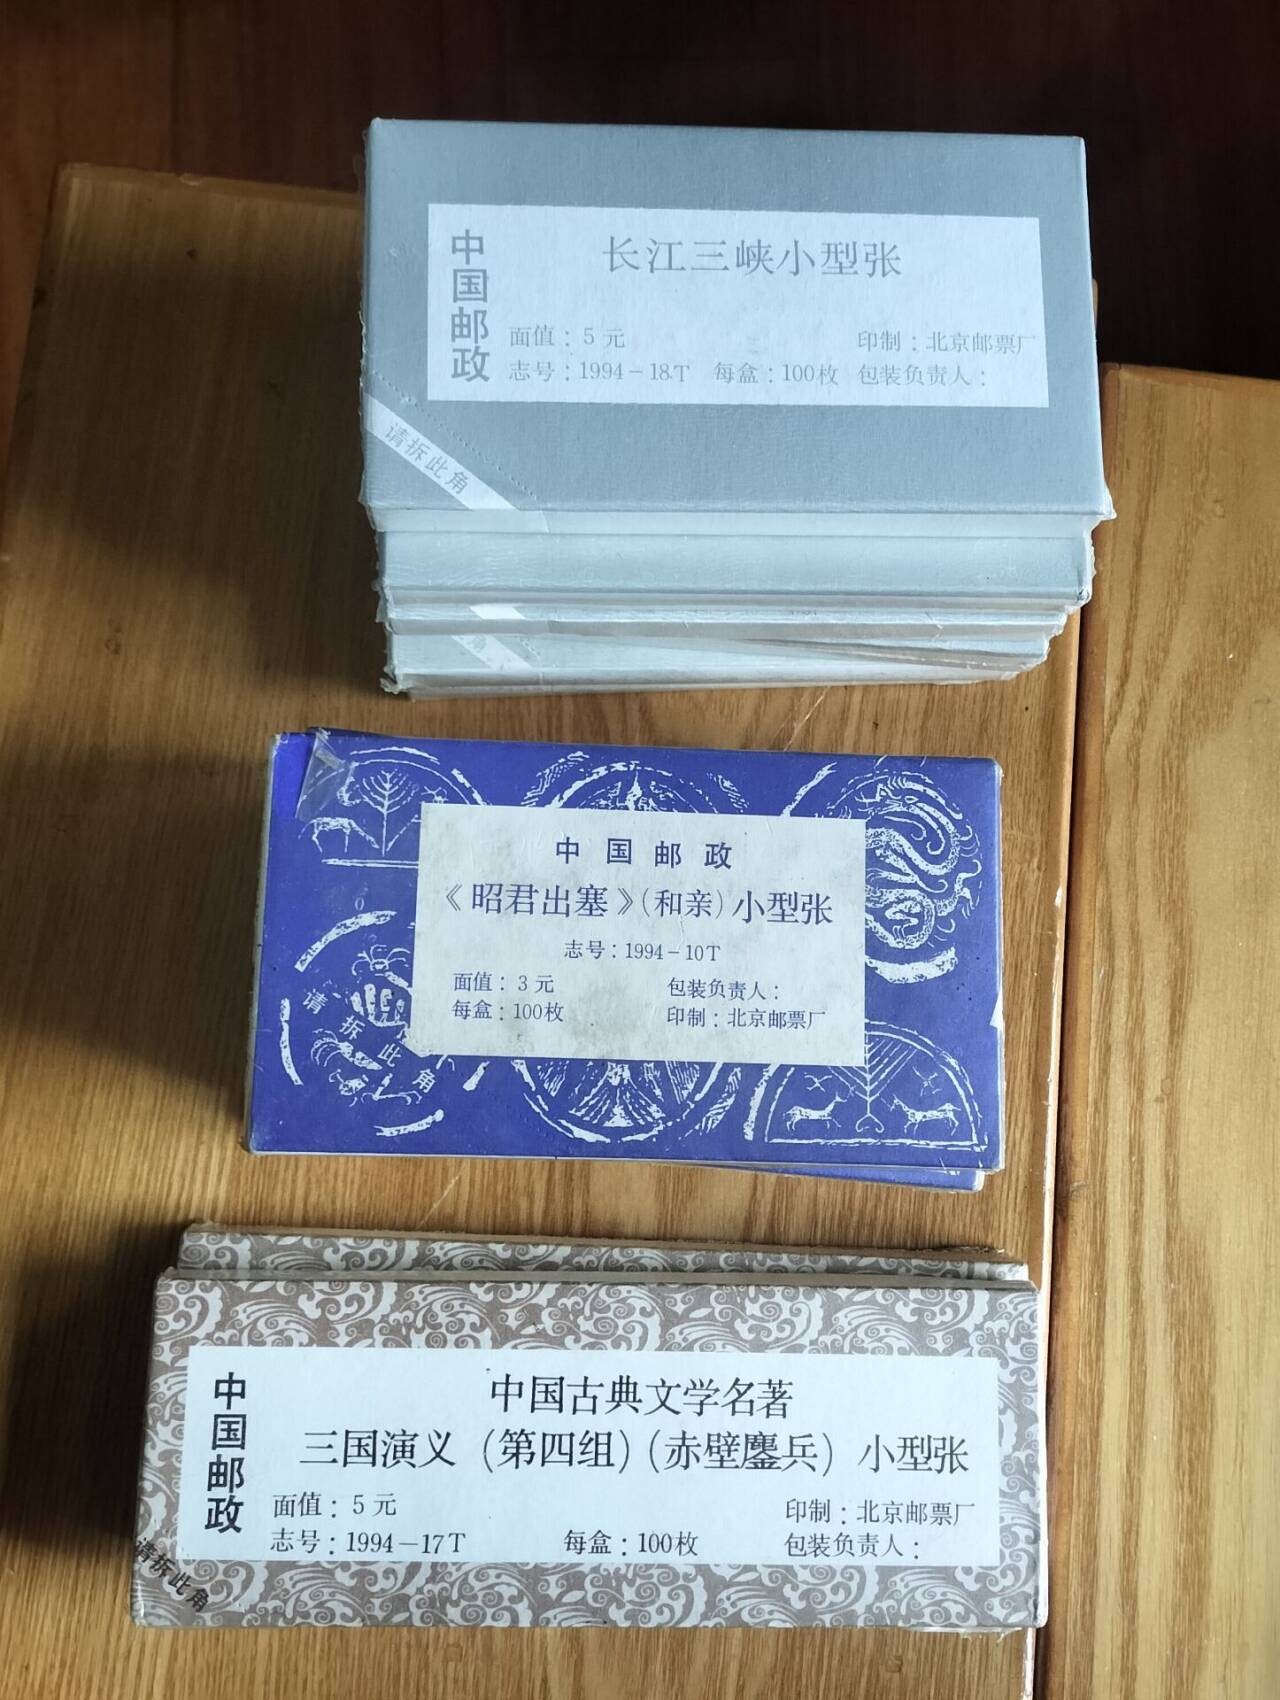 中国邮政
长江三峡小型张
面值：5元 印制：北京邮票厂
志号：1994－18T 每盒：100枚 包装负责人：
请拆此角
中国邮政
《昭君出塞》（和亲）小型张
志号：1994－10T
面值：3元 包装负责人：
每盒：100枚 印制：北京邮票厂
请拆此角
中国邮政
中国古典文学名著
三国演义（第四组）（赤壁鏖兵）小型张
面值：5元 印制：北京邮票厂
志号：1994－17T 每盒：100枚 包装负责人：
请拆此角